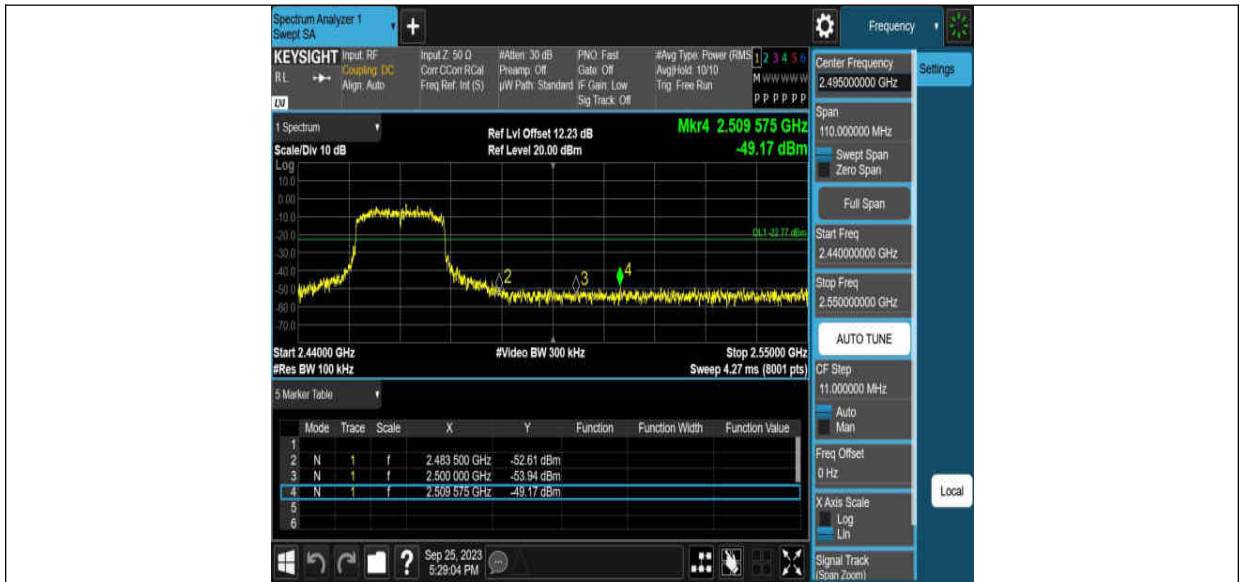 Spectrum Analyzer 1
Swept SA
+
Frequency
KEYSIGHT
RL
LXI
Input: RF
Coupling: DC
Align: Auto
Input Z: 50 Ω
Corr CCorr RCal
Freq Ref: Int (S)
#Atten: 30 dB
Preamp: Off
µW Path: Standard
PNO: Fast
Gate: Off
IF Gain: Low
Sig Track: Off
#Avg Type: Power (RMS
Avg|Hold: 10/10
Trig: Free Run
1 2 3 4 5 6
M W W W W W
P P P P P P
1 Spectrum
Scale/Div 10 dB
Ref Lvl Offset 12.23 dB
Ref Level 20.00 dBm
Mkr4 2.509 575 GHz
-49.17 dBm
Log
10.0
0.00
-10.0
-20.0
-30.0
-40.0
-50.0
-60.0
-70.0
DL1 -22.77 dBm
2
3
4
Start 2.44000 GHz
#Res BW 100 kHz
#Video BW 300 kHz
Stop 2.55000 GHz
Sweep 4.27 ms (8001 pts)
5 Marker Table
Mode Trace Scale X Y Function Function Width Function Value
1
2 N 1 f 2.483 500 GHz -52.61 dBm
3 N 1 f 2.500 000 GHz -53.94 dBm
4 N 1 f 2.509 575 GHz -49.17 dBm
5
6
Sep 25, 2023
5:29:04 PM
Center Frequency
2.495000000 GHz
Settings
Span
110.000000 MHz
Swept Span
Zero Span
Full Span
Start Freq
2.440000000 GHz
Stop Freq
2.550000000 GHz
AUTO TUNE
CF Step
11.000000 MHz
Auto
Man
Freq Offset
0 Hz
X Axis Scale
Log
Lin
Local
Signal Track
(Span Zoom)